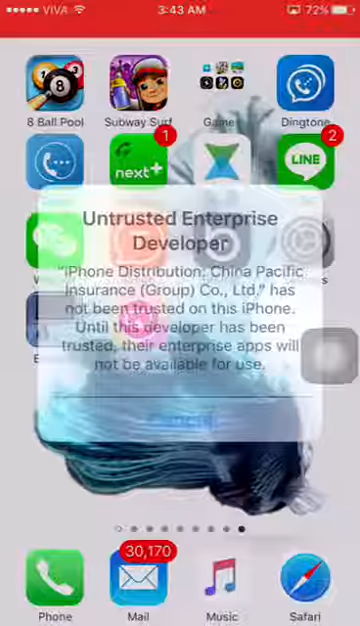 VIVA 3:43 AM 72%
8 Ball Pool Subway Surf Game Dingtone
1 2
next+ LINE
Untrusted Enterprise
Developer
"iPhone Distribution: China Pacific
Insurance (Group) Co., Ltd." has
not been trusted on this iPhone.
Until this developer has been
trusted, their enterprise apps will
not be available for use.
30,170
Phone Mail Music Safari